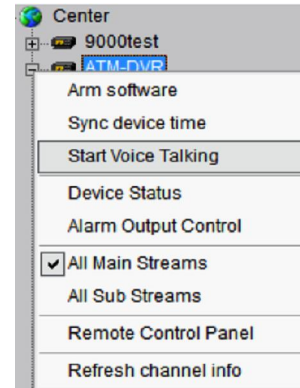 Center
9000test
ATM-DVR
Arm software
Sync device time
Start Voice Talking
Device Status
Alarm Output Control
All Main Streams
All Sub Streams
Remote Control Panel
Refresh channel info